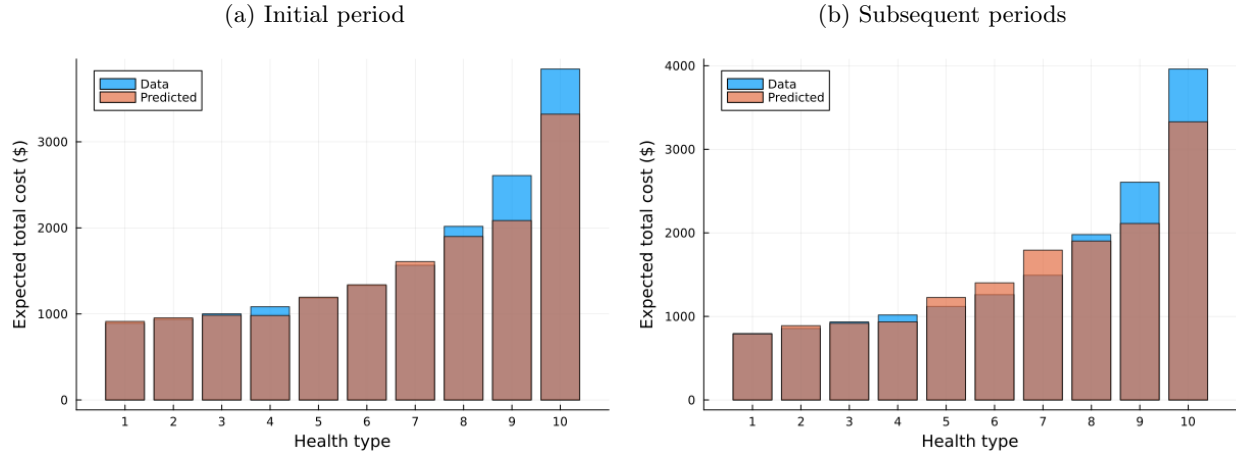 (a) Initial period
Expected total cost ($)
3000
2000
1000
0
Data
Predicted
1 2 3 4 5 6 7 8 9 10
Health type
(b) Subsequent periods
Expected total cost ($)
4000
3000
2000
1000
0
Data
Predicted
1 2 3 4 5 6 7 8 9 10
Health type